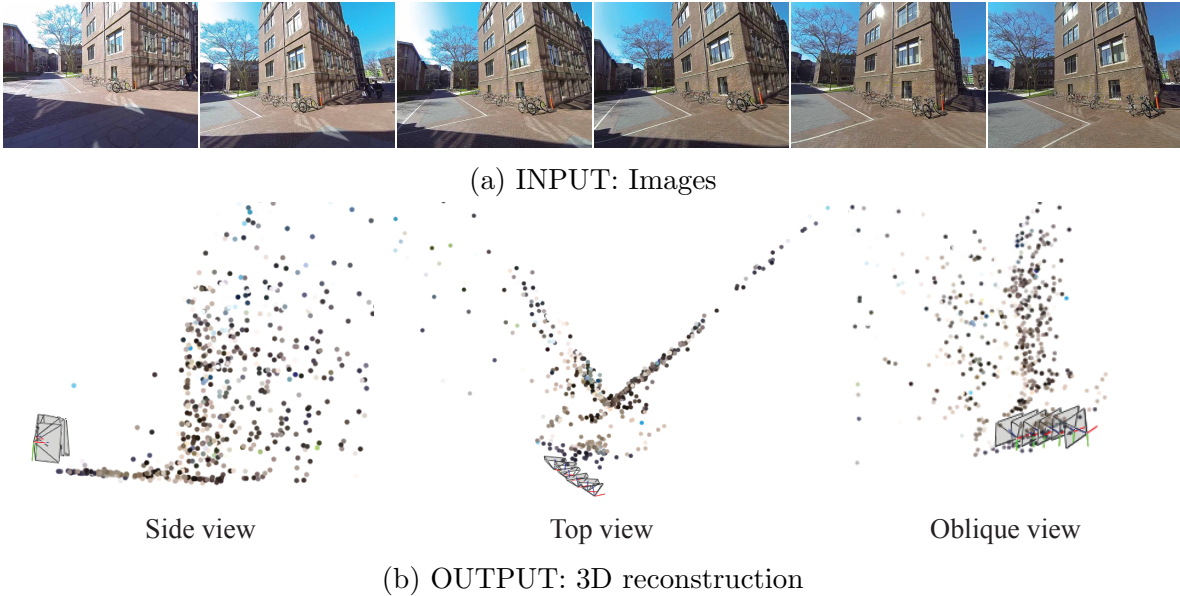 (a) INPUT: Images
Side view
Top view
Oblique view
(b) OUTPUT: 3D reconstruction